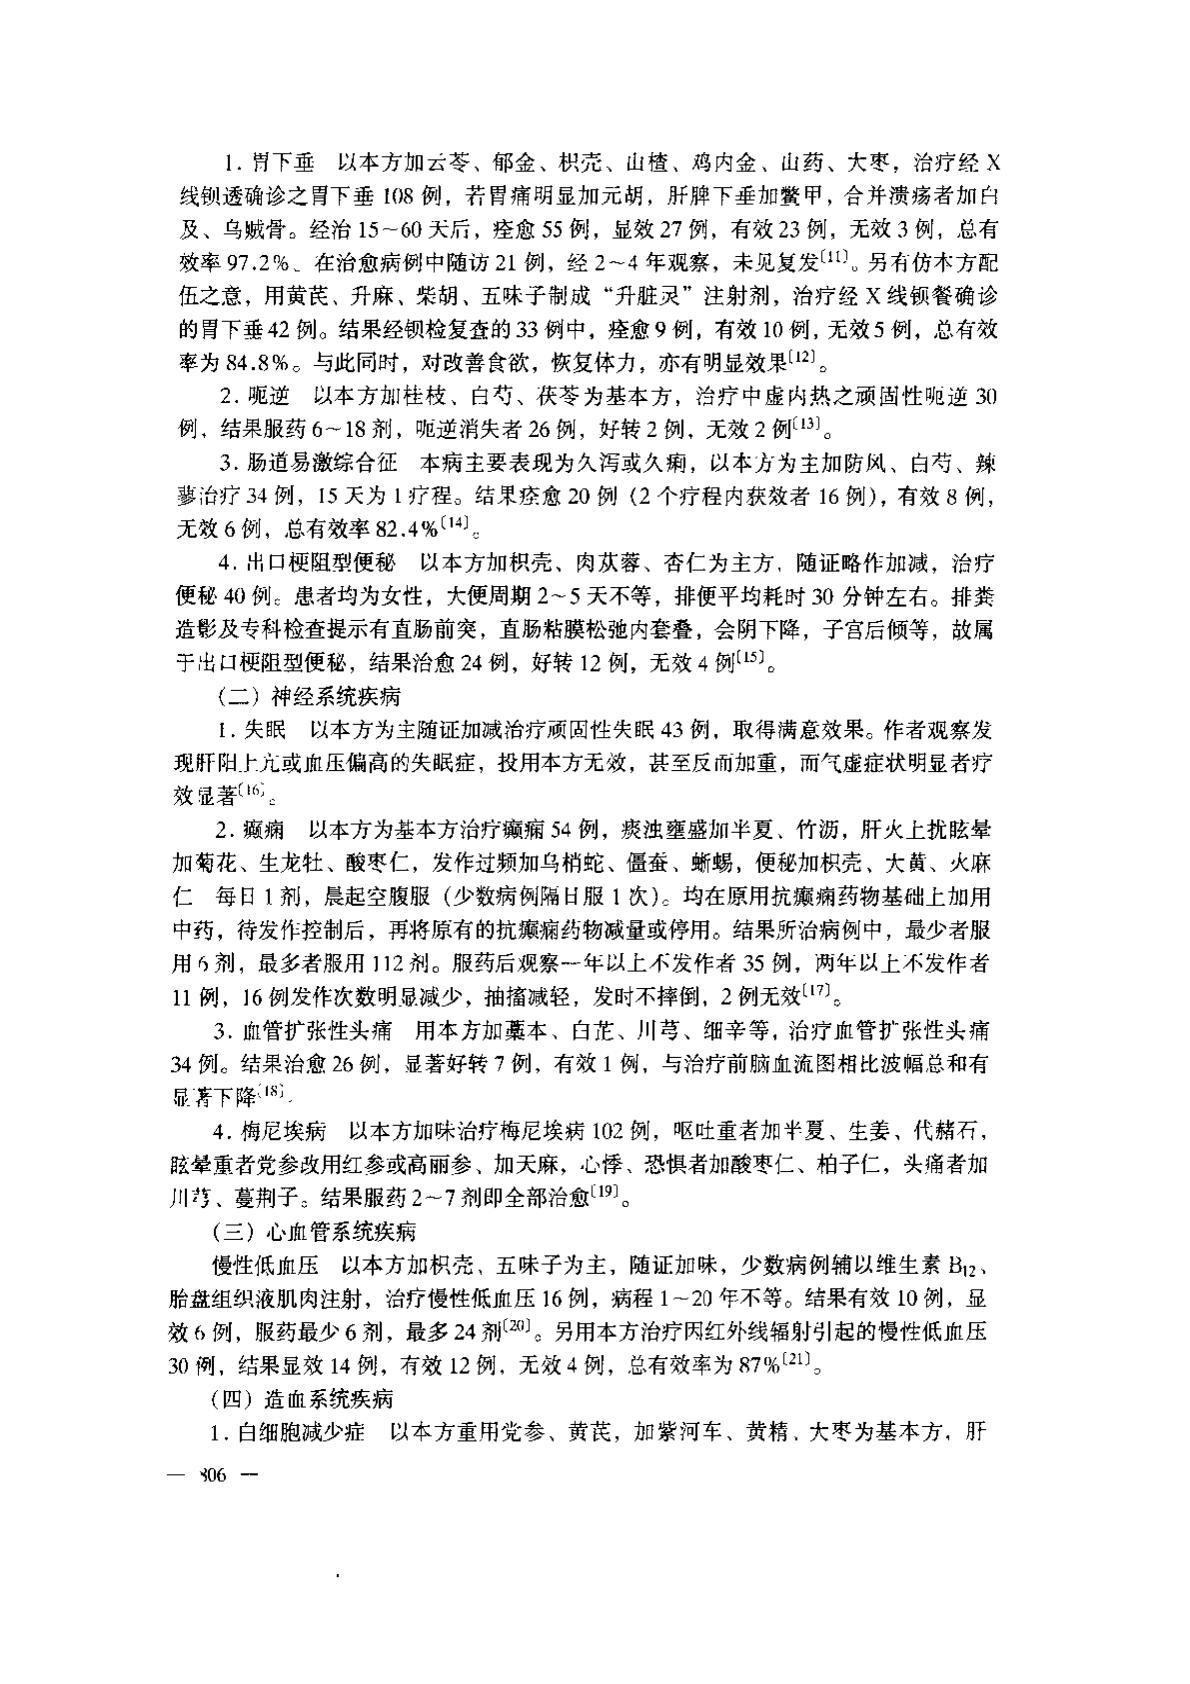 1. 胃下垂　以本方加云苓、郁金、枳壳、山楂、鸡内金、山药、大枣，治疗经 X
线钡透确诊之胃下垂 108 例，若胃痛明显加元胡，肝脾下垂加鳖甲，合并溃疡者加白
及、乌贼骨。经治 15～60 天后，痊愈 55 例，显效 27 例，有效 23 例，无效 3 例，总有
效率 97.2%。在治愈病例中随访 21 例，经 2～4 年观察，未见复发〔11〕。另有仿本方配
伍之意，用黄芪、升麻、柴胡、五味子制成“升脏灵”注射剂，治疗经 X 线钡餐确诊
的胃下垂 42 例。结果经钡检复查的 33 例中，痊愈 9 例，有效 10 例，无效 5 例，总有效
率为 84.8%。与此同时，对改善食欲，恢复体力，亦有明显效果〔12〕。
2. 呃逆　以本方加桂枝、白芍、茯苓为基本方，治疗中虚内热之顽固性呃逆 30
例，结果服药 6～18 剂，呃逆消失者 26 例，好转 2 例，无效 2 例〔13〕。
3. 肠道易激综合征　本病主要表现为久泻或久痢，以本方为主加防风、白芍、辣
蓼治疗 34 例，15 天为 1 疗程。结果痊愈 20 例（2 个疗程内获效者 16 例），有效 8 例，
无效 6 例，总有效率 82.4%〔14〕。
4. 出口梗阻型便秘　以本方加枳壳、肉苁蓉、杏仁为主方，随证略作加减，治疗
便秘 40 例。患者均为女性，大便周期 2～5 天不等，排便平均耗时 30 分钟左右。排粪
造影及专科检查提示有直肠前突，直肠粘膜松弛内套叠，会阴下降，子宫后倾等，故属
于出口梗阻型便秘，结果治愈 24 例，好转 12 例，无效 4 例〔15〕。
（二）神经系统疾病
1. 失眠　以本方为主随证加减治疗顽固性失眠 43 例，取得满意效果。作者观察发
现肝阳上亢或血压偏高的失眠症，投用本方无效，甚至反而加重，而气虚症状明显者疗
效显著〔16〕。
2. 癫痫　以本方为基本方治疗癫痫 54 例，痰浊壅盛加半夏、竹沥，肝火上扰眩晕
加菊花、生龙牡、酸枣仁，发作过频加乌梢蛇、僵蚕、蜥蜴，便秘加枳壳、大黄、火麻
仁　每日 1 剂，晨起空腹服（少数病例隔日服 1 次）。均在原用抗癫痫药物基础上加用
中药，待发作控制后，再将原有的抗癫痫药物减量或停用。结果所治病例中，最少者服
用 6 剂，最多者服用 112 剂。服药后观察一年以上不发作者 35 例，两年以上不发作者
11 例，16 例发作次数明显减少，抽搐减轻，发时不摔倒，2 例无效〔17〕。
3. 血管扩张性头痛　用本方加藁本、白芷、川芎、细辛等，治疗血管扩张性头痛
34 例。结果治愈 26 例，显著好转 7 例，有效 1 例，与治疗前脑血流图相比波幅总和有
显著下降〔18〕。
4. 梅尼埃病　以本方加味治疗梅尼埃病 102 例，呕吐重者加半夏、生姜、代赭石，
眩晕重者党参改用红参或高丽参、加天麻，心悸、恐惧者加酸枣仁、柏子仁，头痛者加
川芎、蔓荆子。结果服药 2～7 剂即全部治愈〔19〕。
（三）心血管系统疾病
慢性低血压　以本方加枳壳、五味子为主，随证加味，少数病例辅以维生素 B12、
胎盘组织液肌肉注射，治疗慢性低血压 16 例，病程 1～20 年不等。结果有效 10 例，显
效 6 例，服药最少 6 剂，最多 24 剂〔20〕。另用本方治疗因红外线辐射引起的慢性低血压
30 例，结果显效 14 例，有效 12 例，无效 4 例，总有效率为 87%〔21〕。
（四）造血系统疾病
1. 白细胞减少症　以本方重用党参、黄芪，加紫河车、黄精、大枣为基本方，肝
— 806 —